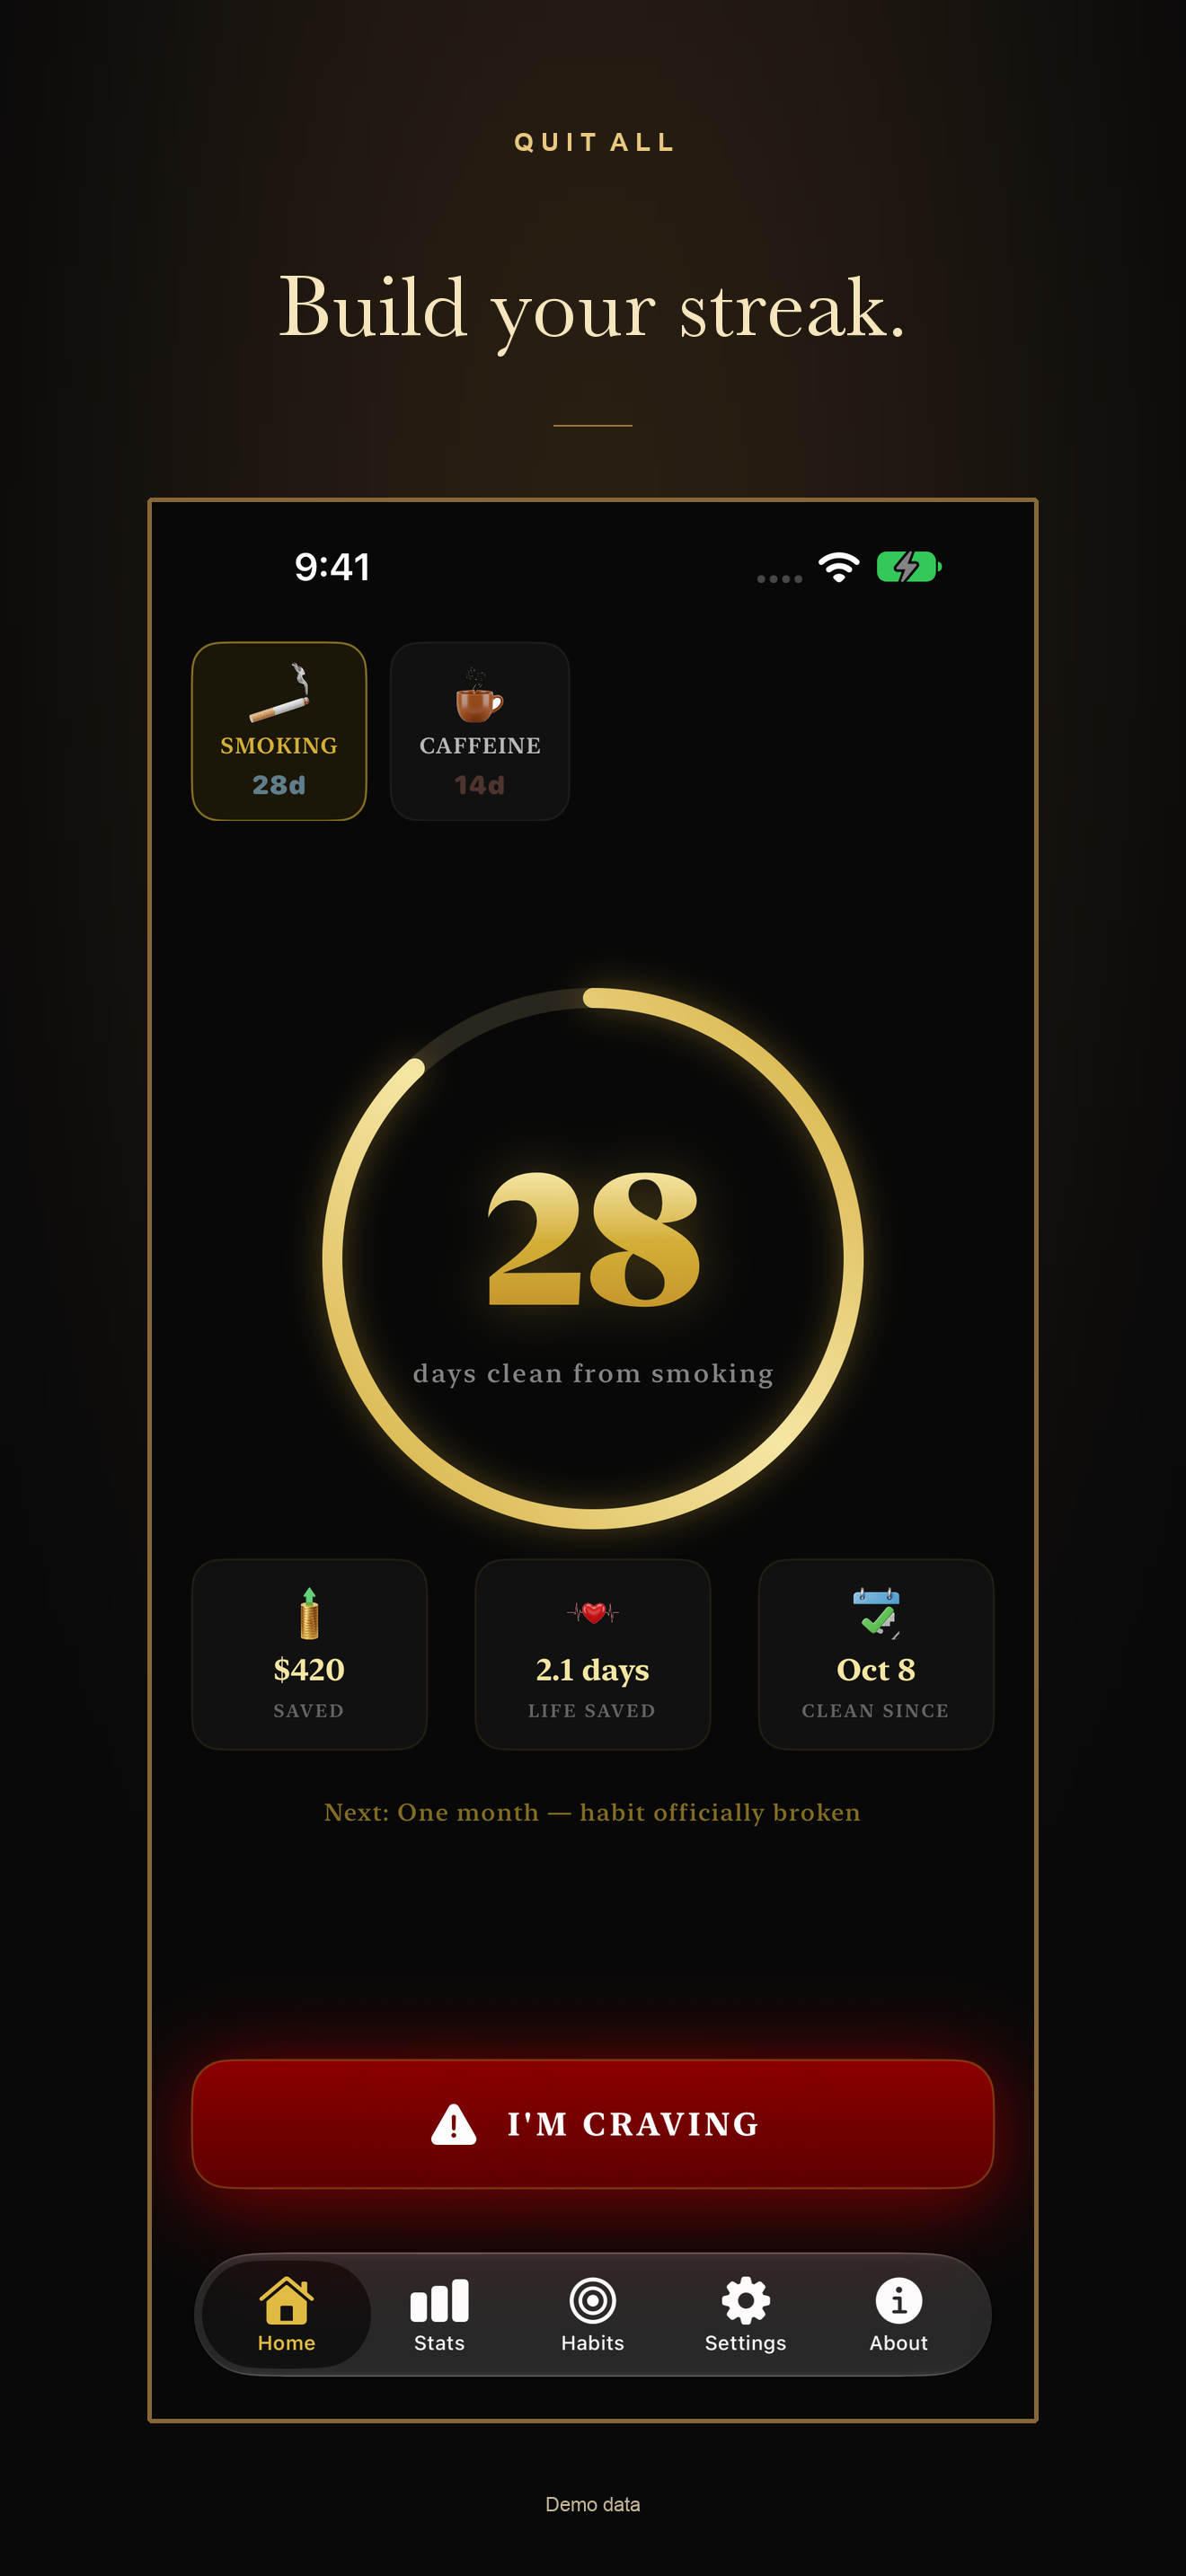 QUIT ALL
Build your streak.
9:41
SMOKING
28d
CAFFEINE
14d
28
days clean from smoking
$420
SAVED
2.1 days
LIFE SAVED
Oct 8
CLEAN SINCE
Next: One month — habit officially broken
I'M CRAVING
Home
Stats
Habits
Settings
About
Demo data